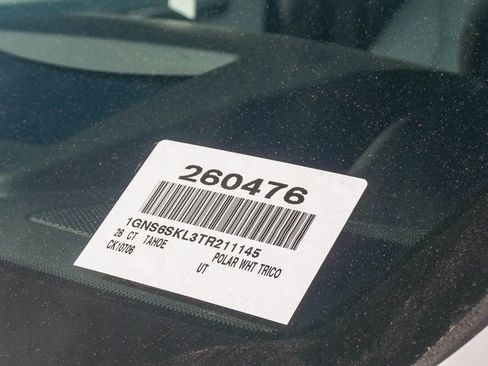 260476
1GNS6SKL3TR211145
26 CT TAHOE POLAR WHT TRICO
CK10706 UT